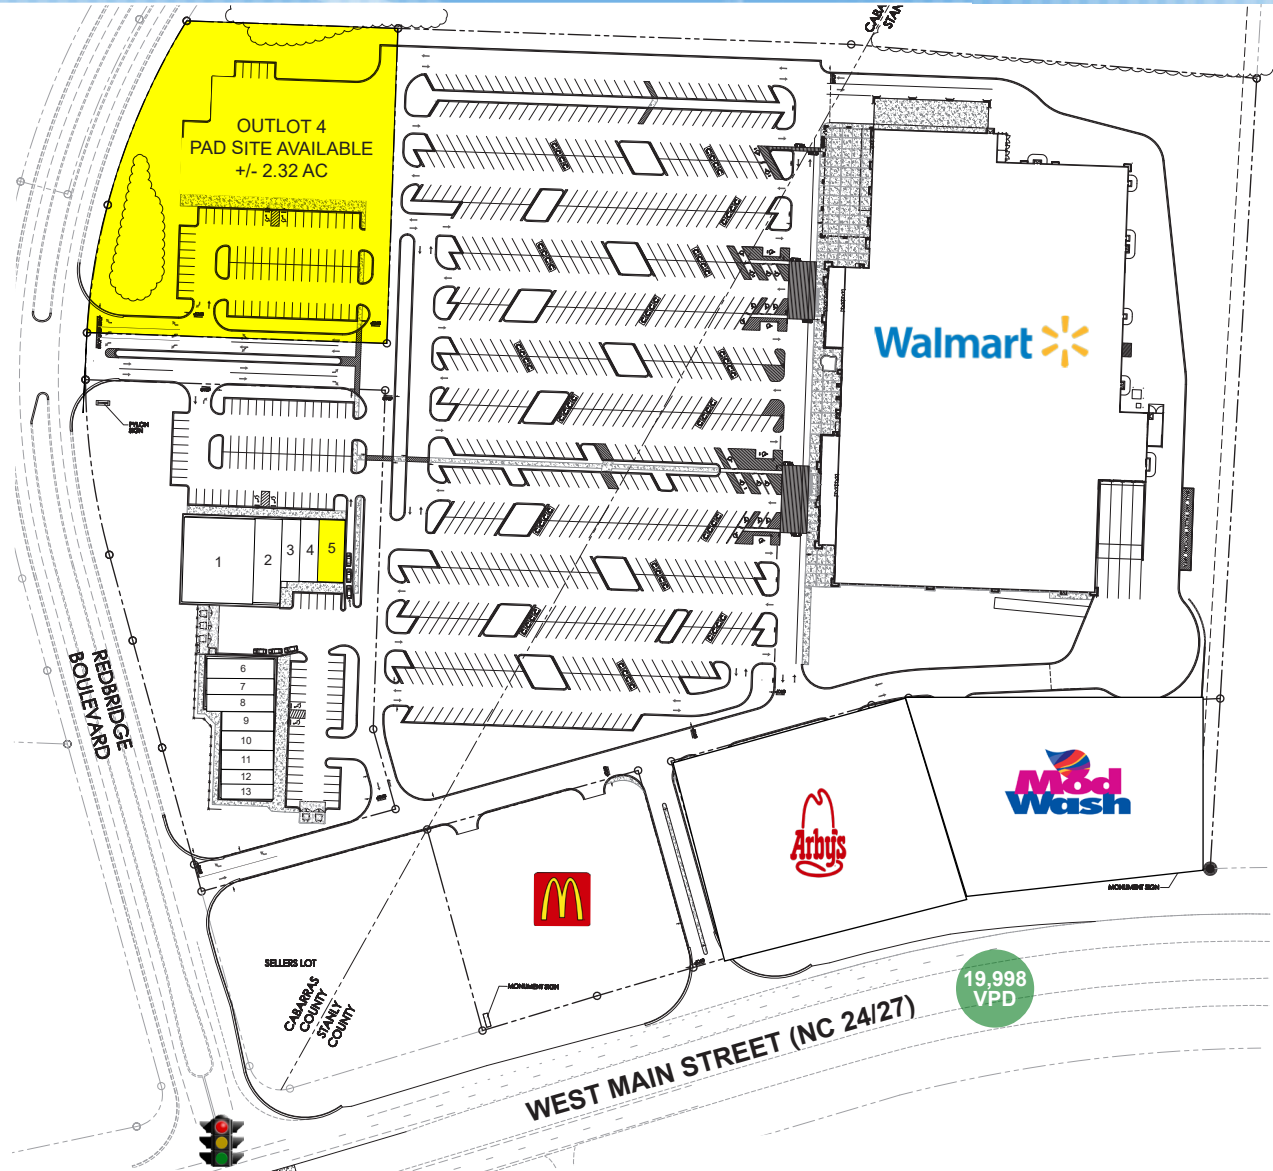 CABA
STAN
OUTLOT 4
PAD SITE AVAILABLE
+/- 2.32 AC
Walmart
PYLON
SIGN
1
2
3
4
5
6
7
8
9
10
11
12
13
REDBRIDGE
BOULEVARD
Mod
Wash
Arby's
MONUMENT SIGN
SELLERS LOT
CABARRAS
COUNTY
STANLY
COUNTY
MONUMENT SIGN
19,998
VPD
WEST MAIN STREET (NC 24/27)